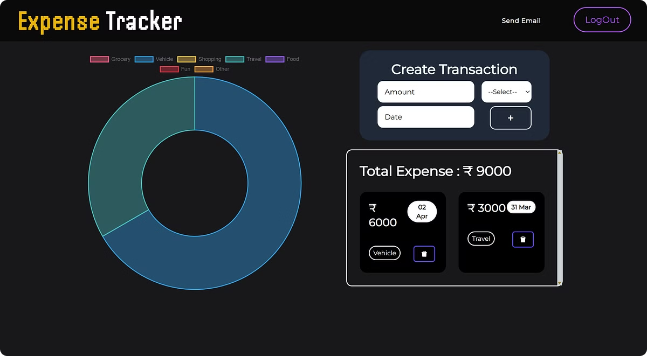 Expense Tracker
Send Email
LogOut
Grocery Vehicle Shopping Travel Food
Fun Other
Create Transaction
Amount
--Select--
Date
+
Total Expense : ₹ 9000
₹ 6000
02 Apr
Vehicle
₹ 3000
31 Mar
Travel